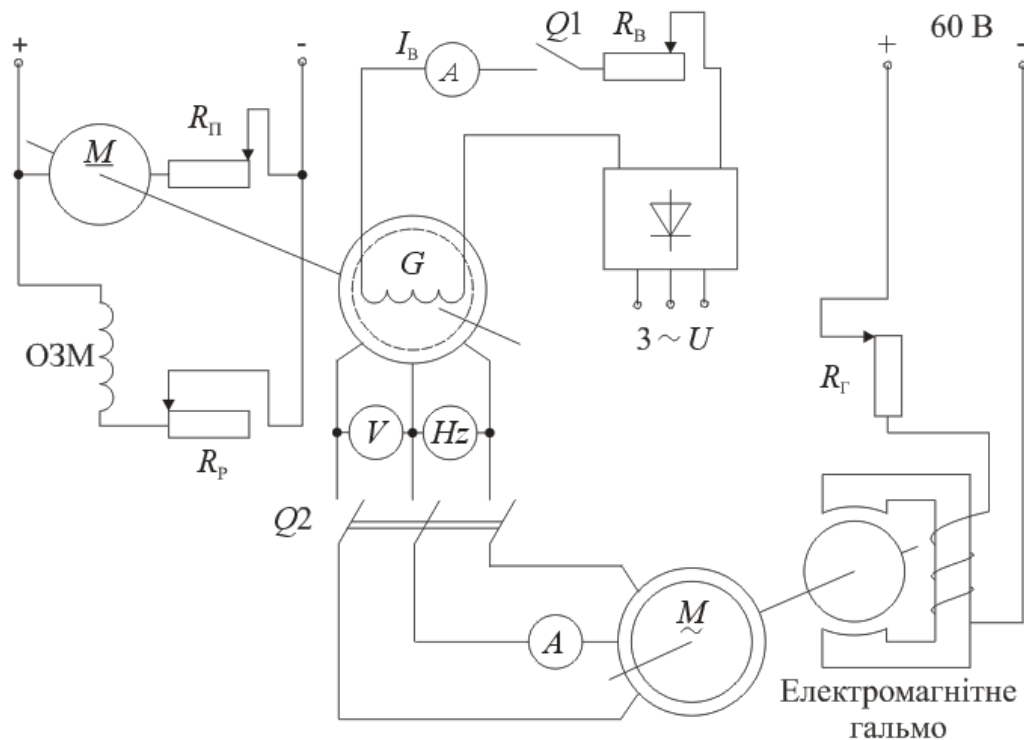 +
-
I_В
A
Q1
R_В
+
60 В
-
R_П
M
G
3 ~ U
ОЗМ
R_Р
R_Г
V
Hz
Q2
M
~
A
Електромагнітне
гальмо